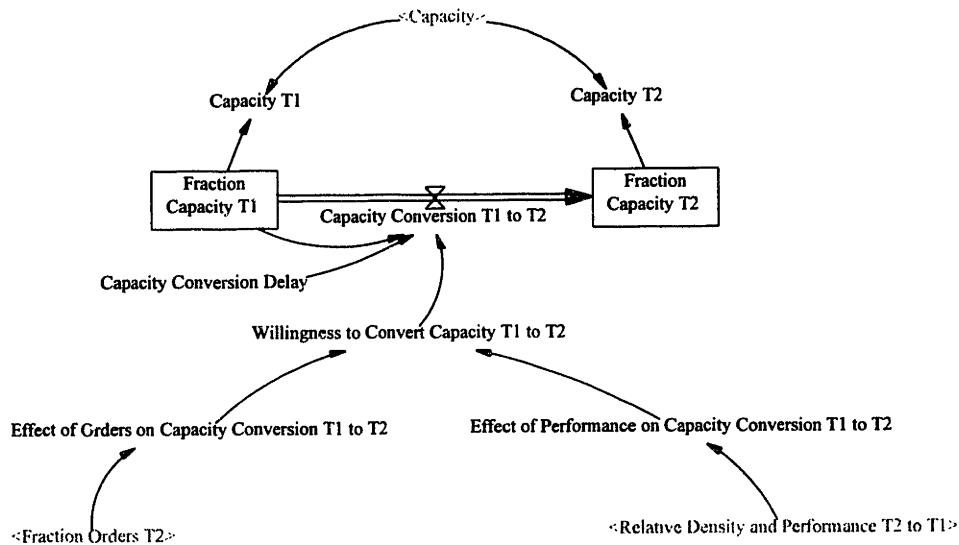 <Capacity>
Capacity T1
Capacity T2
Fraction
Capacity T1
Fraction
Capacity T2
Capacity Conversion T1 to T2
Capacity Conversion Delay
Willingness to Convert Capacity T1 to T2
Effect of Orders on Capacity Conversion T1 to T2
Effect of Performance on Capacity Conversion T1 to T2
<Fraction Orders T2>
<Relative Density and Performance T2 to T1>